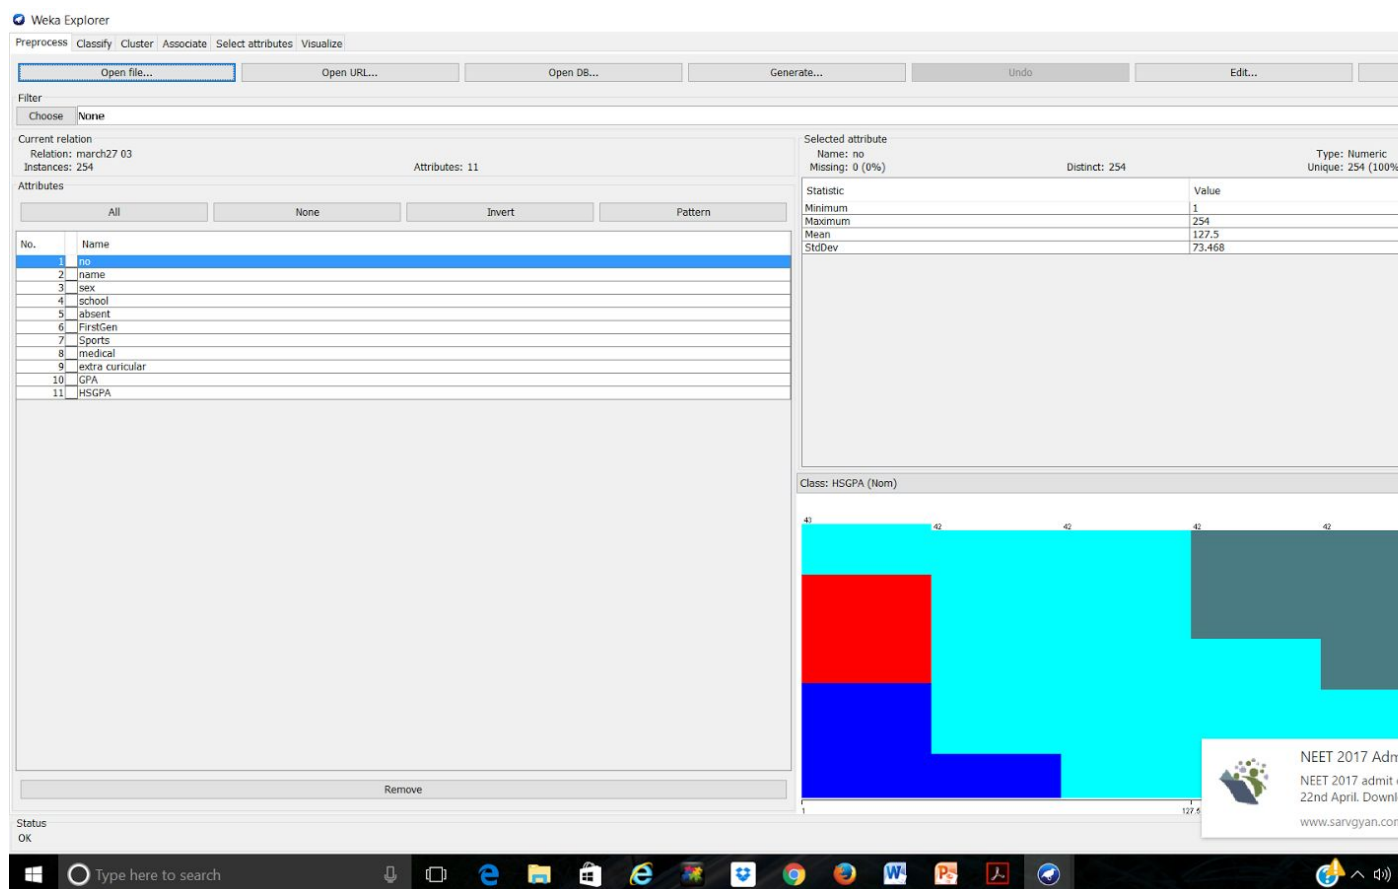 Weka Explorer
Preprocess Classify Cluster Associate Select attributes Visualize
Open file... Open URL... Open DB... Generate... Undo Edit...
Filter
Choose None
Current relation
Relation: march27 03
Instances: 254 Attributes: 11
Attributes
All None Invert Pattern
No. Name
1 no
2 name
3 sex
4 school
5 absent
6 FirstGen
7 Sports
8 medical
9 extra curicular
10 GPA
11 HSGPA
Remove
Status
OK
Selected attribute
Name: no Type: Numeric
Missing: 0 (0%) Distinct: 254 Unique: 254 (100%
Statistic Value
Minimum 1
Maximum 254
Mean 127.5
StdDev 73.468
Class: HSGPA (Nom)
43 42 42 42 42
1 127.5
NEET 2017 Adm
NEET 2017 admit
22nd April. Downl
www.sarvgyan.com
Type here to search